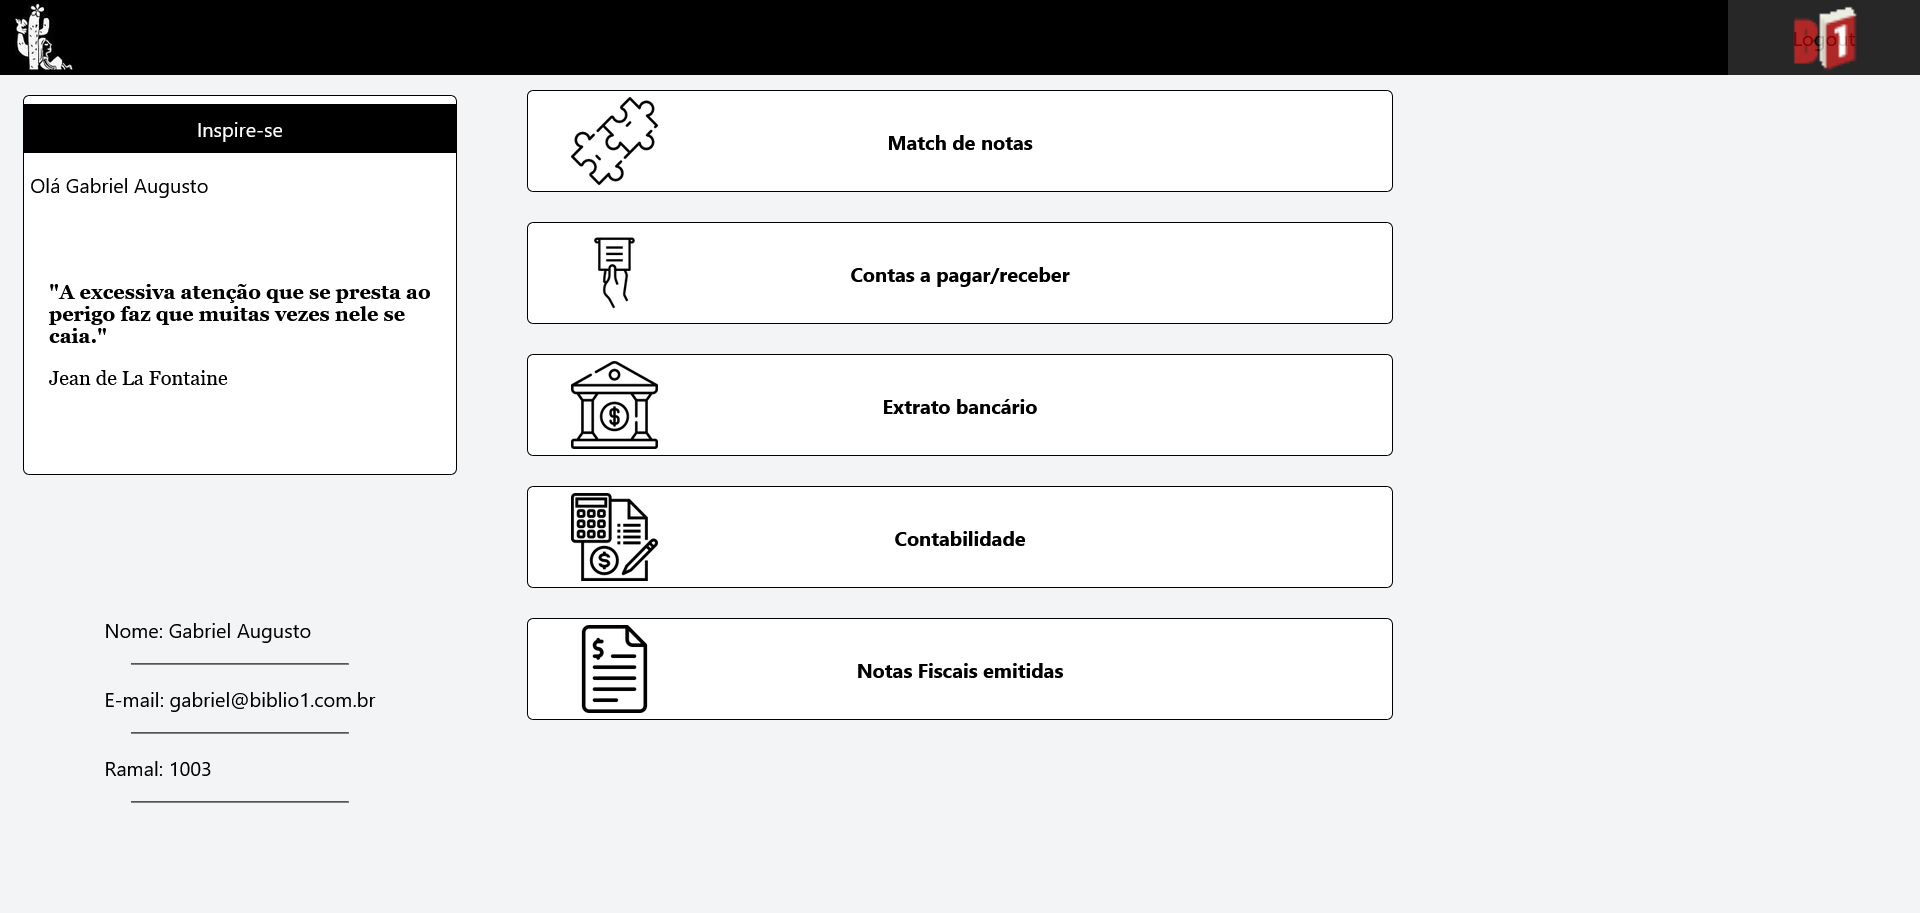 Logout
Inspire-se
Olá Gabriel Augusto
"A excessiva atenção que se presta ao
perigo faz que muitas vezes nele se
caia."
Jean de La Fontaine
Nome: Gabriel Augusto
E-mail: gabriel@biblio1.com.br
Ramal: 1003
Match de notas
Contas a pagar/receber
Extrato bancário
Contabilidade
Notas Fiscais emitidas